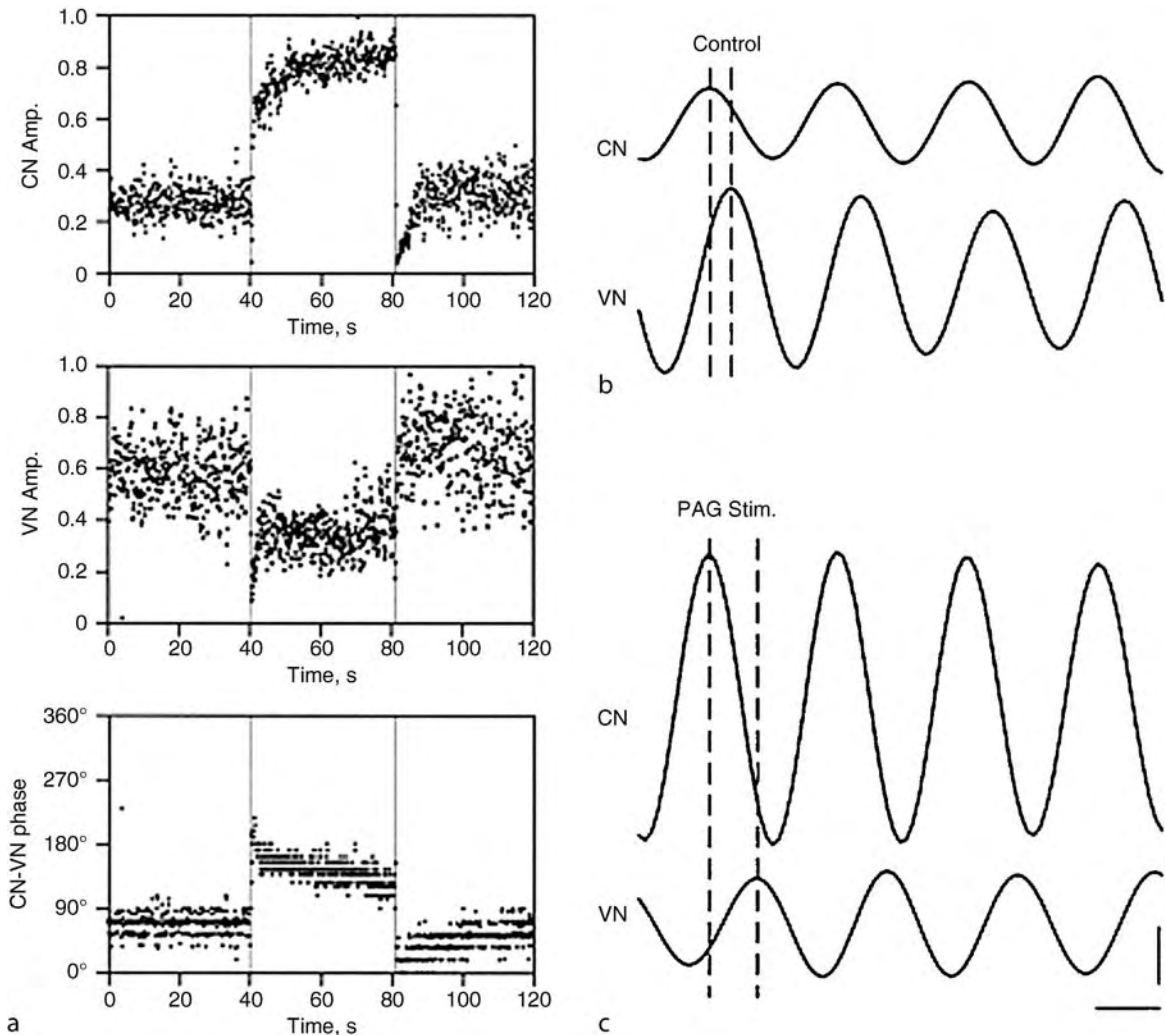 1.0
0.8
0.6
0.4
0.2
0
CN Amp.
0 20 40 60 80 100 120
Time, s
1.0
0.8
0.6
0.4
0.2
0
VN Amp.
0 20 40 60 80 100 120
Time, s
360°
270°
180°
90°
0°
CN-VN phase
0 20 40 60 80 100 120
Time, s
a
Control
CN
VN
b
PAG Stim.
CN
VN
c